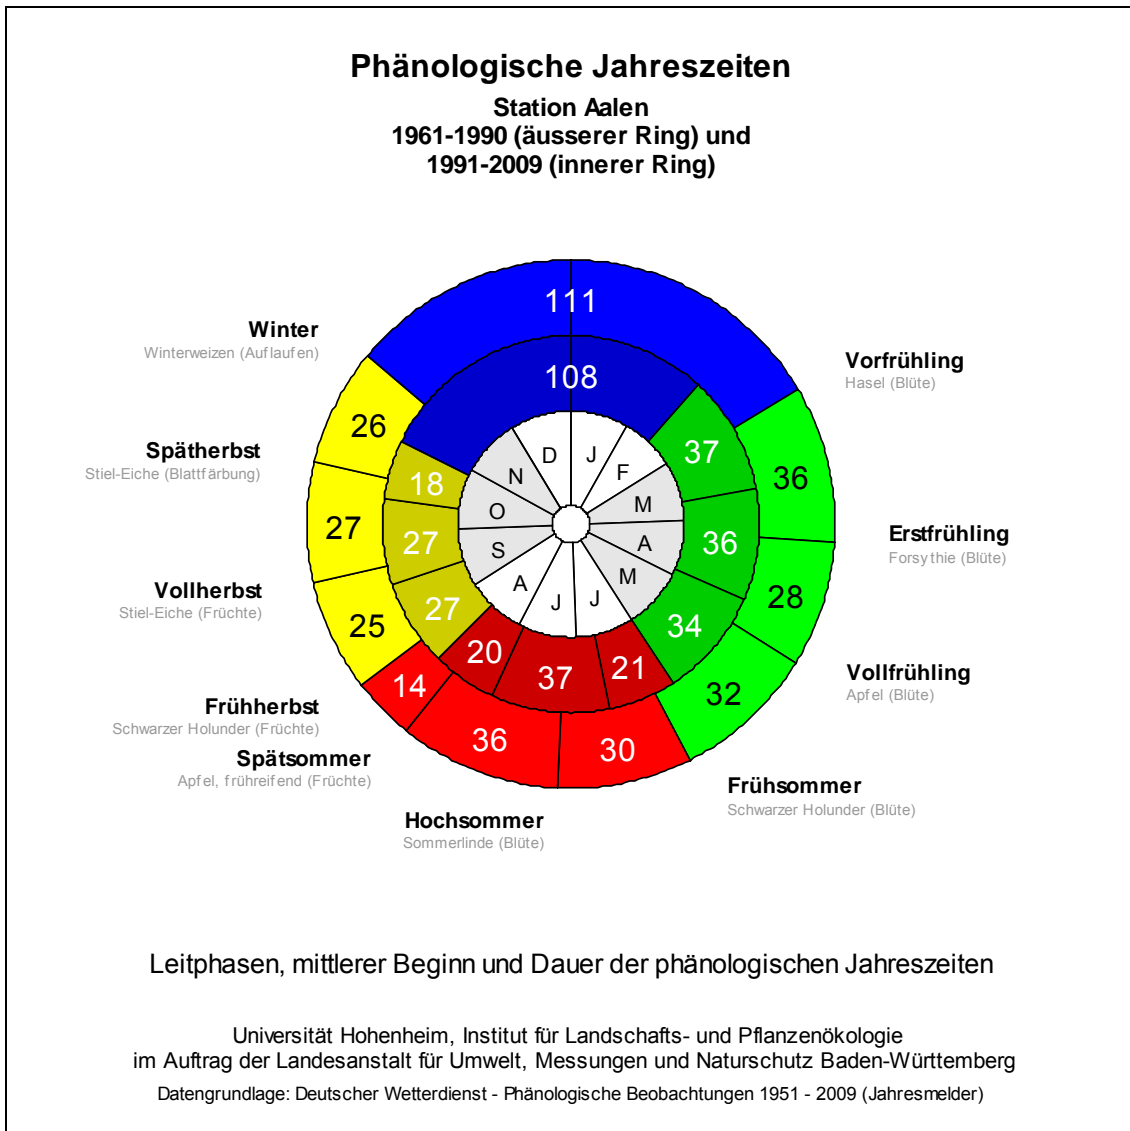 Phänologische Jahreszeiten
Station Aalen
1961-1990 (äusserer Ring) und
1991-2009 (innerer Ring)
Winter
Winterweizen (Auflaufen)
Spätherbst
Stiel-Eiche (Blattfärbung)
Vollherbst
Stiel-Eiche (Früchte)
Frühherbst
Schwarzer Holunder (Früchte)
Spätsommer
Apfel, frühreifend (Früchte)
Hochsommer
Sommerlinde (Blüte)
Vorfrühling
Hasel (Blüte)
Erstfrühling
Forsythie (Blüte)
Vollfrühling
Apfel (Blüte)
Frühsommer
Schwarzer Holunder (Blüte)
111
36
28
32
30
36
14
25
27
26
108
37
36
34
21
37
20
27
27
18
J
F
M
A
M
J
J
A
S
O
N
D
Leitphasen, mittlerer Beginn und Dauer der phänologischen Jahreszeiten
Universität Hohenheim, Institut für Landschafts- und Pflanzenökologie
im Auftrag der Landesanstalt für Umwelt, Messungen und Naturschutz Baden-Württemberg
Datengrundlage: Deutscher Wetterdienst - Phänologische Beobachtungen 1951 - 2009 (Jahresmelder)